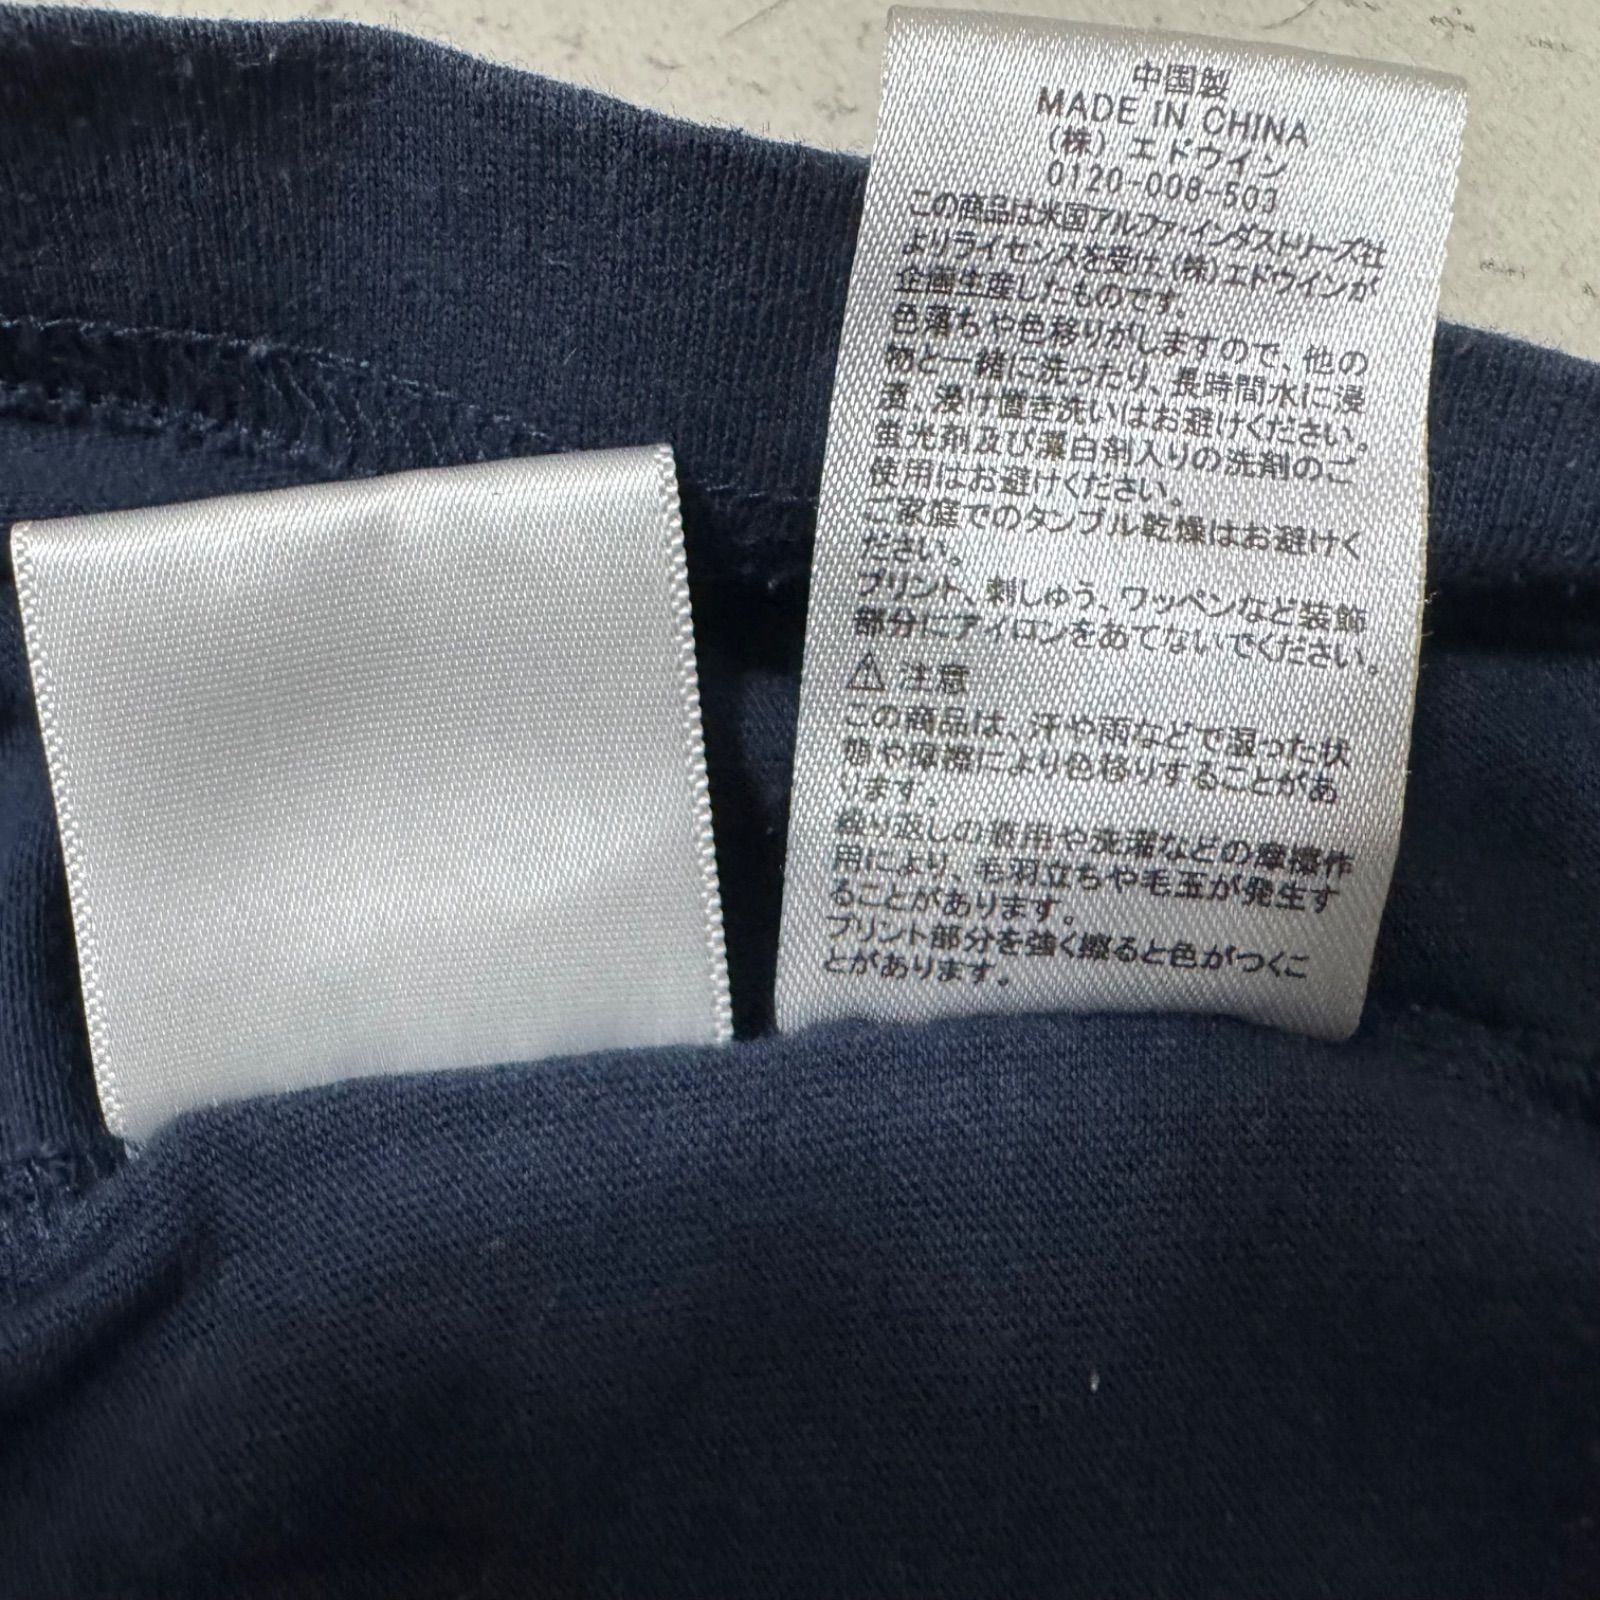 中国製
MADE IN CHINA
(株) エドウイン
0120-008-503
この商品は米国アルファ・インダストリーズ社
よりライセンスを受け、(株)エドウインが
企画生産したものです。
色落ちや色移りがしますので、他の
物と一緒に洗ったり、長時間水に浸
漬、浸け置き洗いはお避けください。
蛍光剤及び漂白剤入りの洗剤のご
使用はお避けください。
ご家庭でのタンブル乾燥はお避けく
ださい。
プリント、刺しゅう、ワッペンなど装飾
部分にアイロンをあてないでください。
⚠ 注意
この商品は、汗や雨などで湿った状
態や摩擦により色移りすることがあ
ります。
繰り返しの着用や洗濯などの摩擦作
用により、毛羽立ちや毛玉が発生す
ることがあります。
プリント部分を強く擦ると色がつくこ
とがあります。